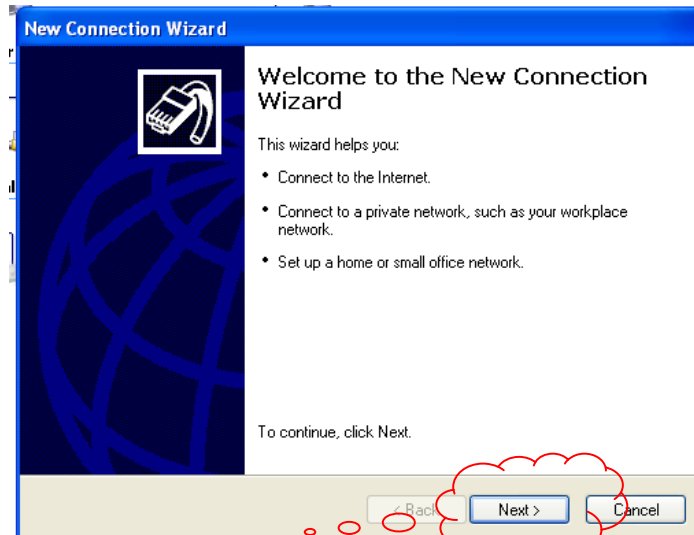 New Connection Wizard
Welcome to the New Connection
Wizard
This wizard helps you:
• Connect to the Internet.
• Connect to a private network, such as your workplace
network.
• Set up a home or small office network.
To continue, click Next.
< Back Next > Cancel